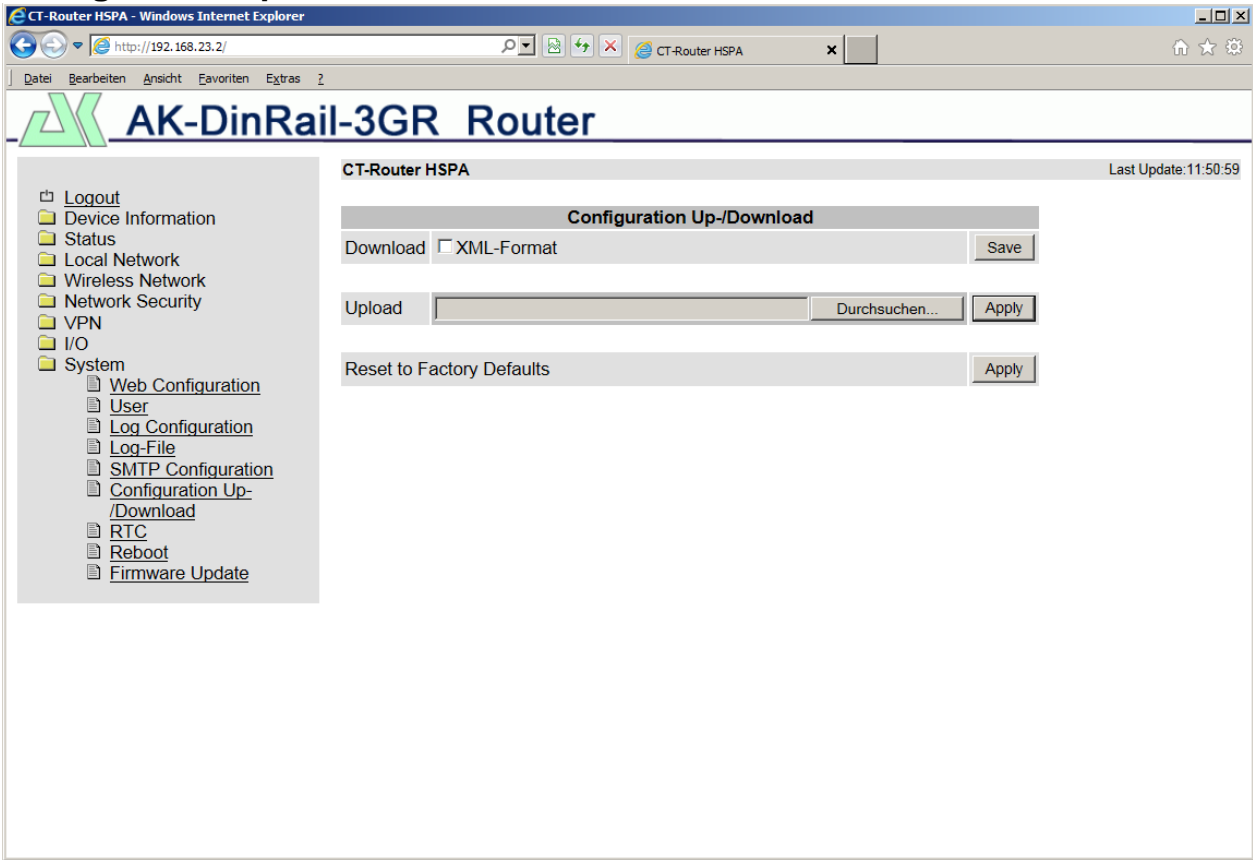 CT-Router HSPA - Windows Internet Explorer
http://192.168.23.2/
CT-Router HSPA
Datei Bearbeiten Ansicht Favoriten Extras ?
AK-DinRail-3GR Router
CT-Router HSPA
Last Update:11:50:59
Logout
Device Information
Status
Local Network
Wireless Network
Network Security
VPN
I/O
System
Web Configuration
User
Log Configuration
Log-File
SMTP Configuration
Configuration Up-
/Download
RTC
Reboot
Firmware Update
Configuration Up-/Download
Download XML-Format Save
Upload Durchsuchen... Apply
Reset to Factory Defaults Apply